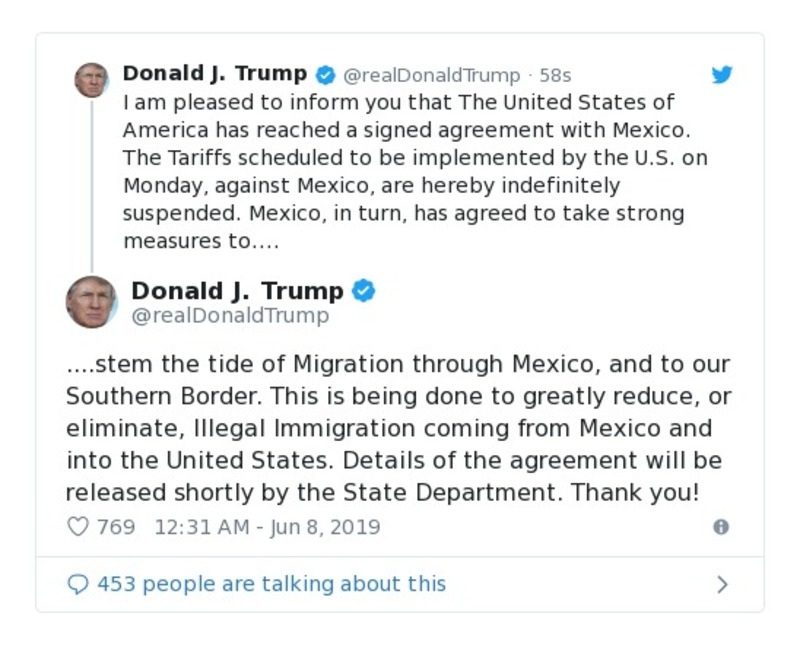 Donald J. Trump @realDonaldTrump · 58s
I am pleased to inform you that The United States of
America has reached a signed agreement with Mexico.
The Tariffs scheduled to be implemented by the U.S. on
Monday, against Mexico, are hereby indefinitely
suspended. Mexico, in turn, has agreed to take strong
measures to....
Donald J. Trump
@realDonaldTrump
....stem the tide of Migration through Mexico, and to our
Southern Border. This is being done to greatly reduce, or
eliminate, Illegal Immigration coming from Mexico and
into the United States. Details of the agreement will be
released shortly by the State Department. Thank you!
769 12:31 AM - Jun 8, 2019
453 people are talking about this